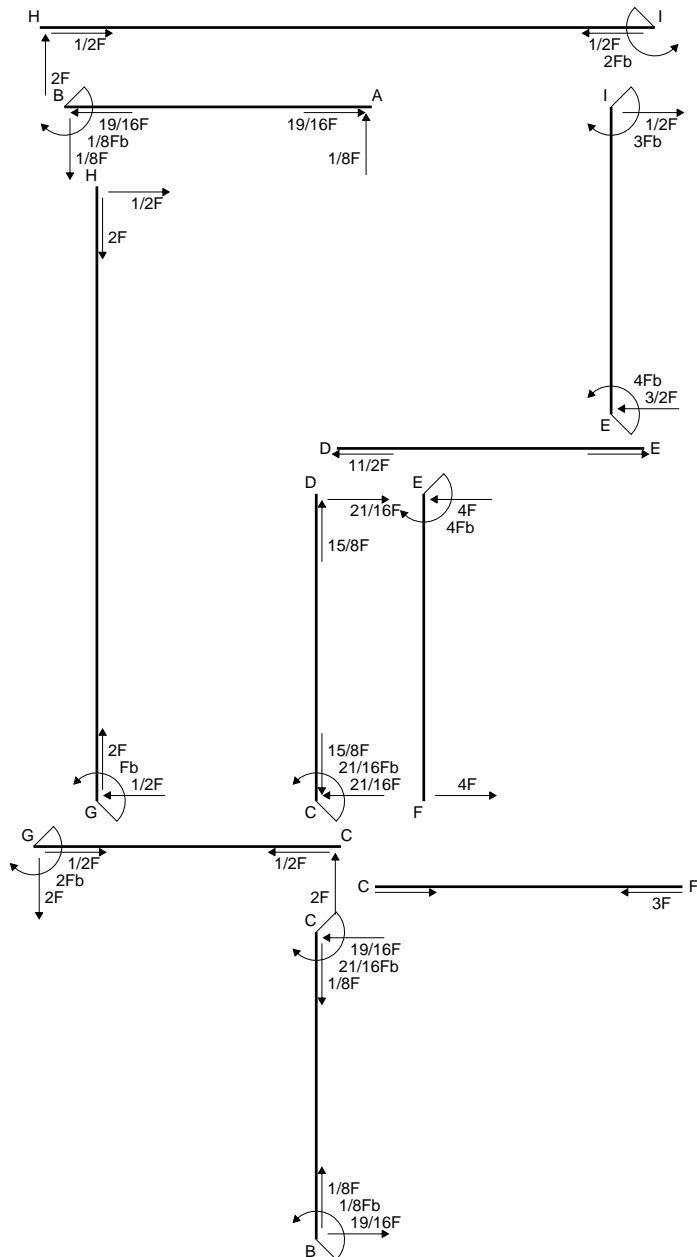 H
I
1/2F
1/2F
2Fb
2F
B
A
I
19/16F
19/16F
1/2F
1/8Fb
3Fb
1/8F
1/8F
H
1/2F
2F
4Fb
3/2F
E
D
E
11/2F
D
E
21/16F
4F
4Fb
15/8F
2F
15/8F
Fb
21/16Fb
1/2F
21/16F
4F
G
C
F
G
C
1/2F
1/2F
2Fb
2F
2F
C
F
3F
C
19/16F
21/16Fb
1/8F
1/8F
1/8Fb
19/16F
B